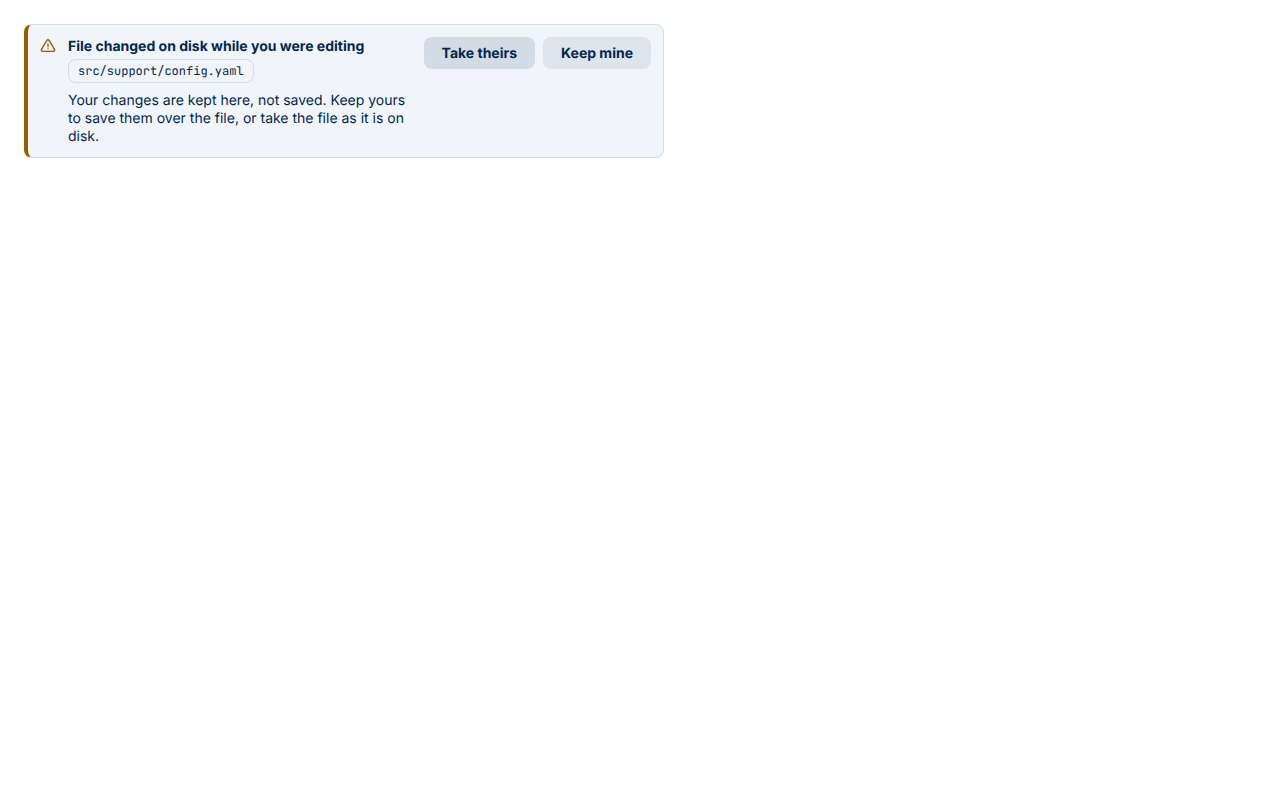 File changed on disk while you were editing
Take theirs
Keep mine
src/support/config.yaml
Your changes are kept here, not saved. Keep yours
to save them over the file, or take the file as it is on
disk.